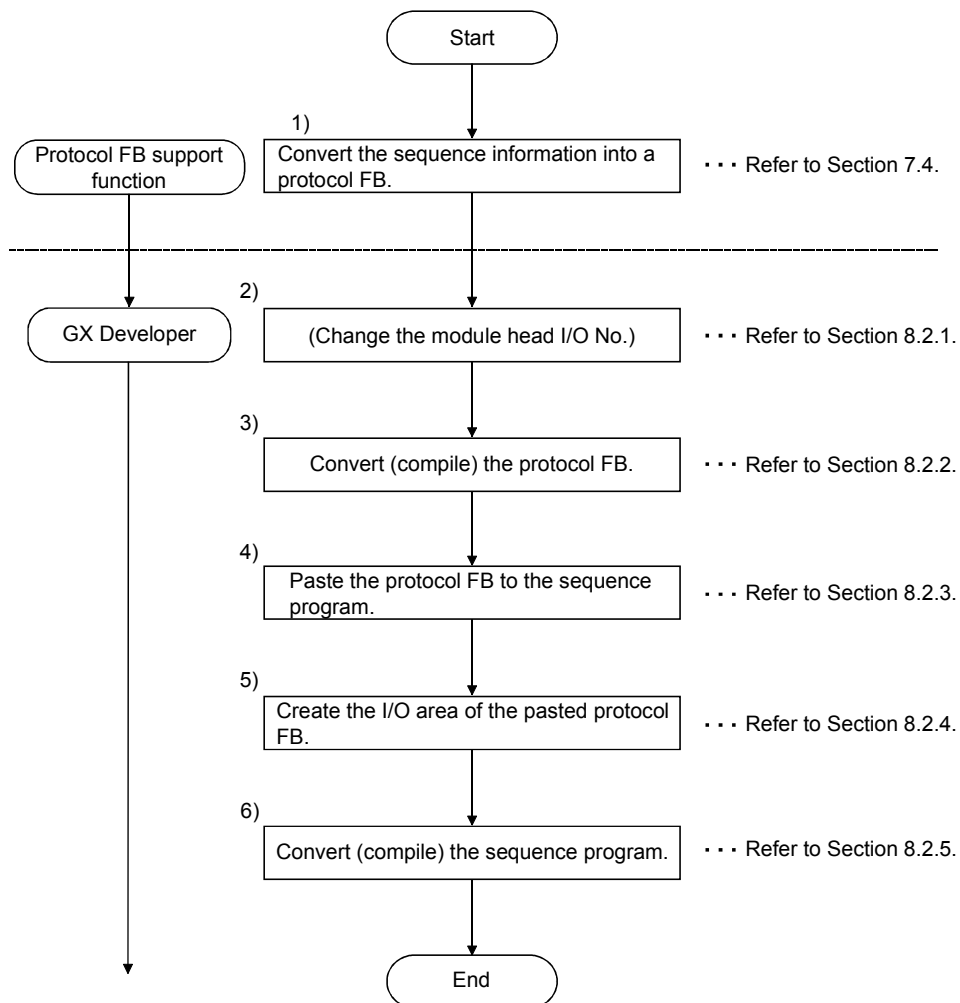 Start
1)
Protocol FB support
function
Convert the sequence information into a
protocol FB.
··· Refer to Section 7.4.
2)
GX Developer
(Change the module head I/O No.)
··· Refer to Section 8.2.1.
3)
Convert (compile) the protocol FB.
··· Refer to Section 8.2.2.
4)
Paste the protocol FB to the sequence
program.
··· Refer to Section 8.2.3.
5)
Create the I/O area of the pasted protocol
FB.
··· Refer to Section 8.2.4.
6)
Convert (compile) the sequence program.
··· Refer to Section 8.2.5.
End